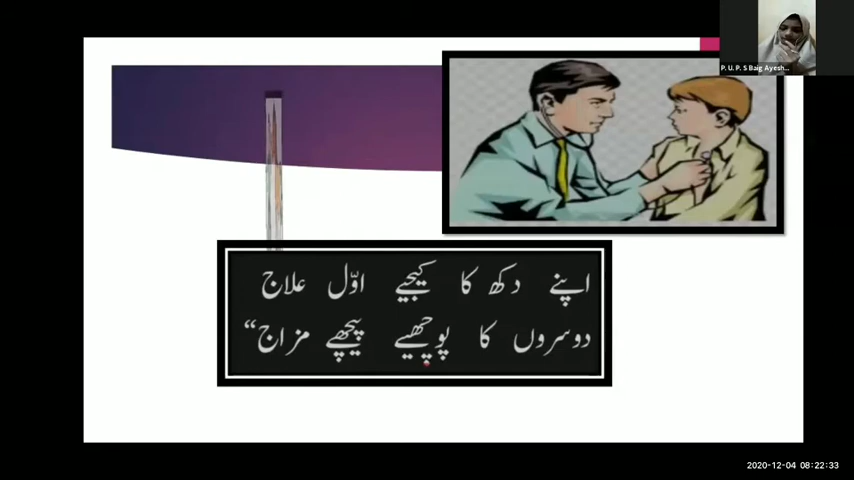 P. U. P. S Baig Ayesh...
اپنے دکھ کا کیجیے اوّل علاج
دوسروں کا پوچھیے پیچھے مزاج“
2020-12-04 08:22:33